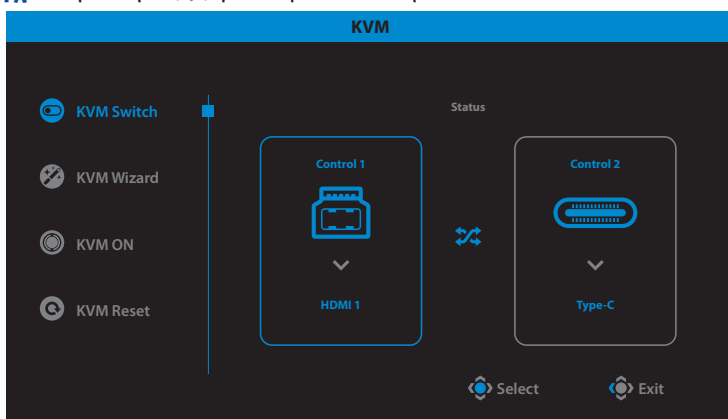 KVM
KVM Switch
Status
Control 1
Control 2
KVM Wizard
KVM ON
KVM Reset
HDMI 1
Type-C
Select
Exit